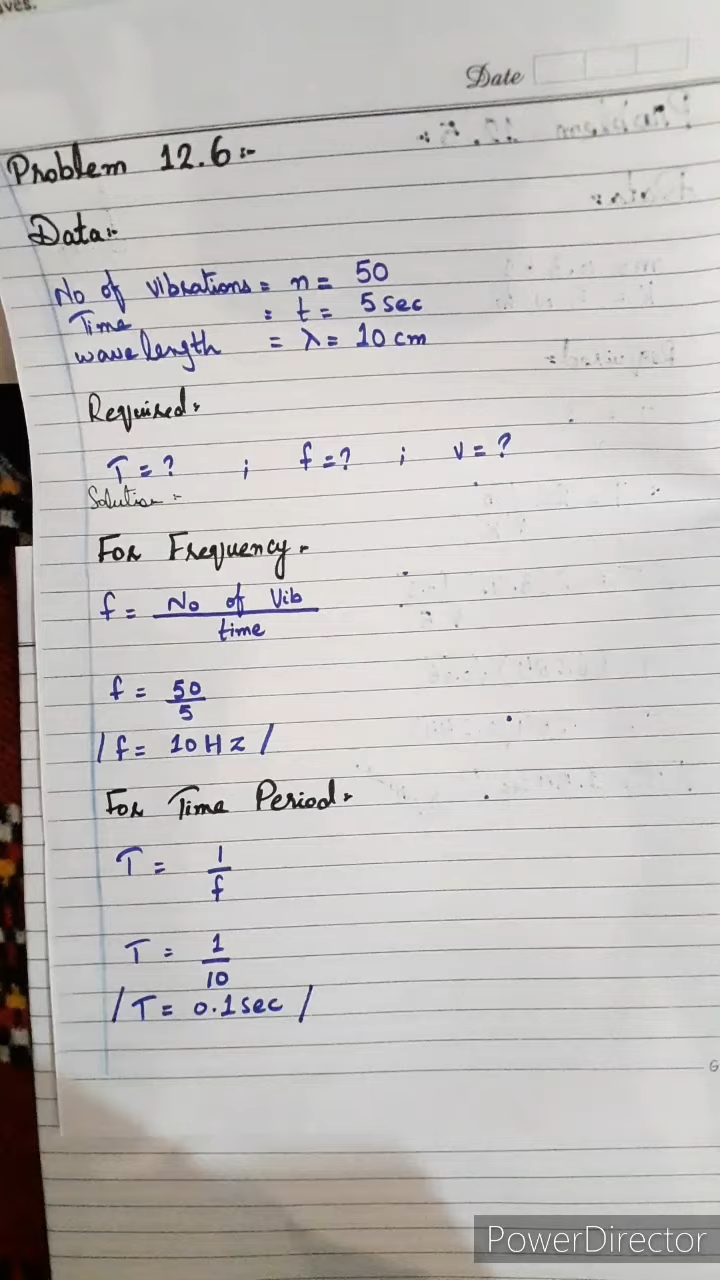 ves.
Date
Problem 12.6:-
Data:-
No of vibrations = n = 50
Time = t = 5 sec
wavelength = λ = 10 cm
Required:
T = ? ; f = ? ; v = ?
Solution:-
For Frequency:-
f = No of Vib / time
f = 50 / 5
/ f = 10 Hz /
For Time Period:
T = 1 / f
T = 1 / 10
/ T = 0.1 sec /
G
PowerDirector